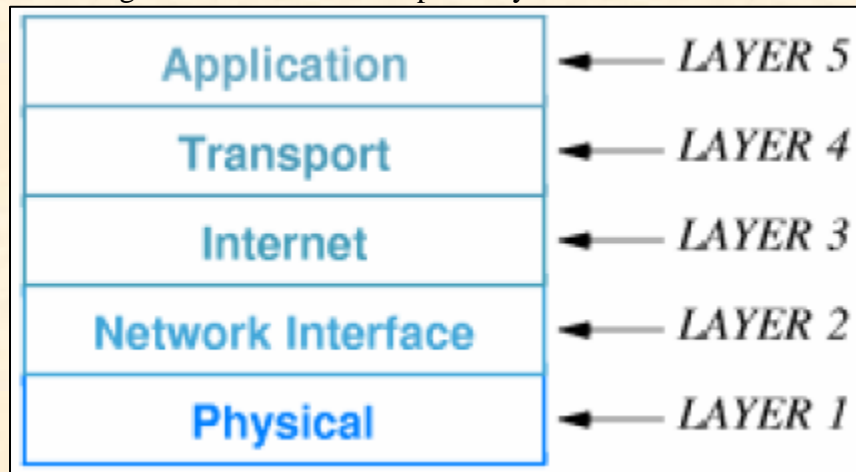 Application LAYER 5
Transport LAYER 4
Internet LAYER 3
Network Interface LAYER 2
Physical LAYER 1